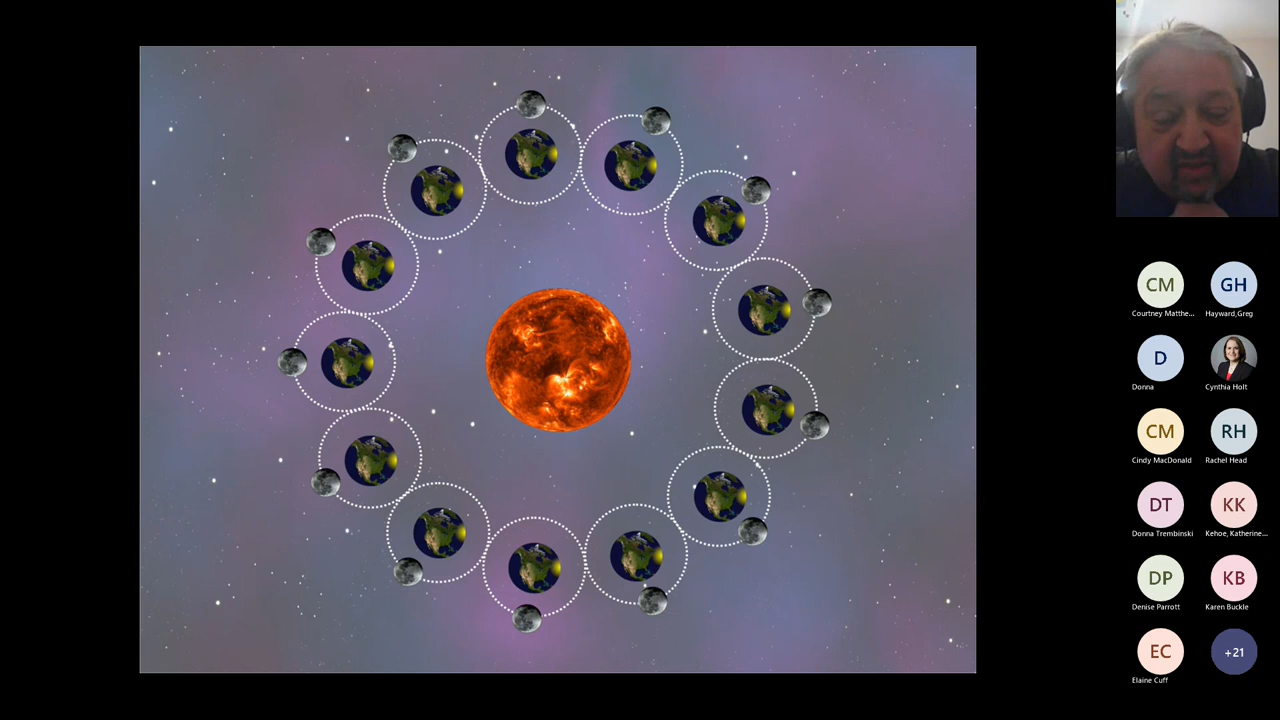 CM
GH
Courtney Matthe...
Hayward,Greg
D
Donna
Cynthia Holt
CM
RH
Cindy MacDonald
Rachel Head
DT
KK
Donna Trembinski
Kehoe, Katherine...
DP
KB
Denise Parrott
Karen Buckle
EC
+21
Elaine Cuff